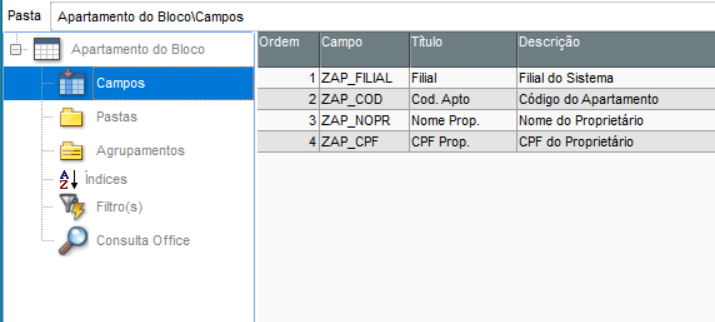 Pasta Apartamento do Bloco\Campos
Apartamento do Bloco
Campos
Pastas
Agrupamentos
Índices
Filtro(s)
Consulta Office
Ordem Campo Título Descrição
1 ZAP_FILIAL Filial Filial do Sistema
2 ZAP_COD Cod. Apto Código do Apartamento
3 ZAP_NOPR Nome Prop. Nome do Proprietário
4 ZAP_CPF CPF Prop. CPF do Proprietário